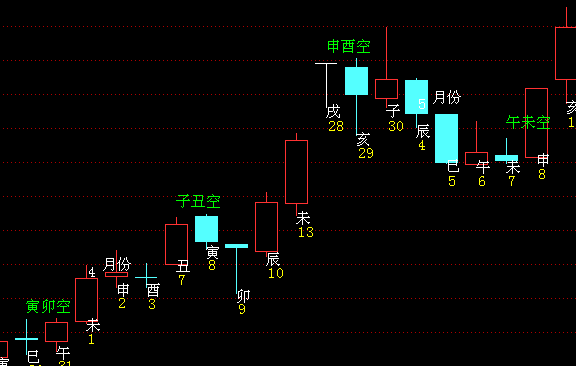 申酉空
戌
28
亥
29
子
30
5 月份
辰
4
巳
5
午
6
午未空
未
7
申
8
亥
1
子丑空
丑
7
寅
8
卯
9
辰
10
未
13
4 月份
申
2
酉
3
寅卯空
巳
午
31
未
1